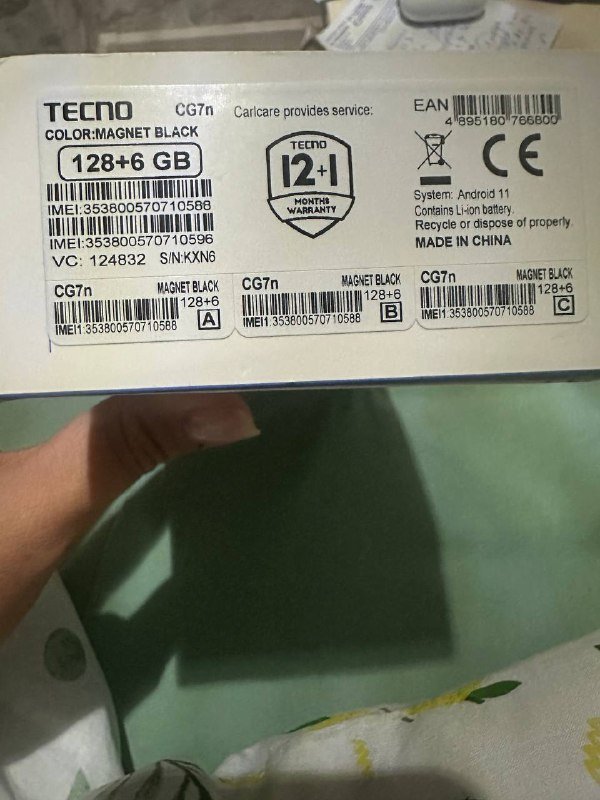 TECNO CG7n
COLOR:MAGNET BLACK
128+6 GB
IMEI:353800570710588
IMEI:353800570710596
VC: 124832 S/N:KXN6
Carlcare provides service:
TECNO
12+1
MONTHS
WARRANTY
EAN
4 895180 766800
CE
System: Android 11
Contains Li-ion battery.
Recycle or dispose of properly.
MADE IN CHINA
CG7n MAGNET BLACK
128+6
IMEI1:353800570710588 A
CG7n MAGNET BLACK
128+6
IMEI1:353800570710588 B
CG7n MAGNET BLACK
128+6
IMEI1:353800570710588 C